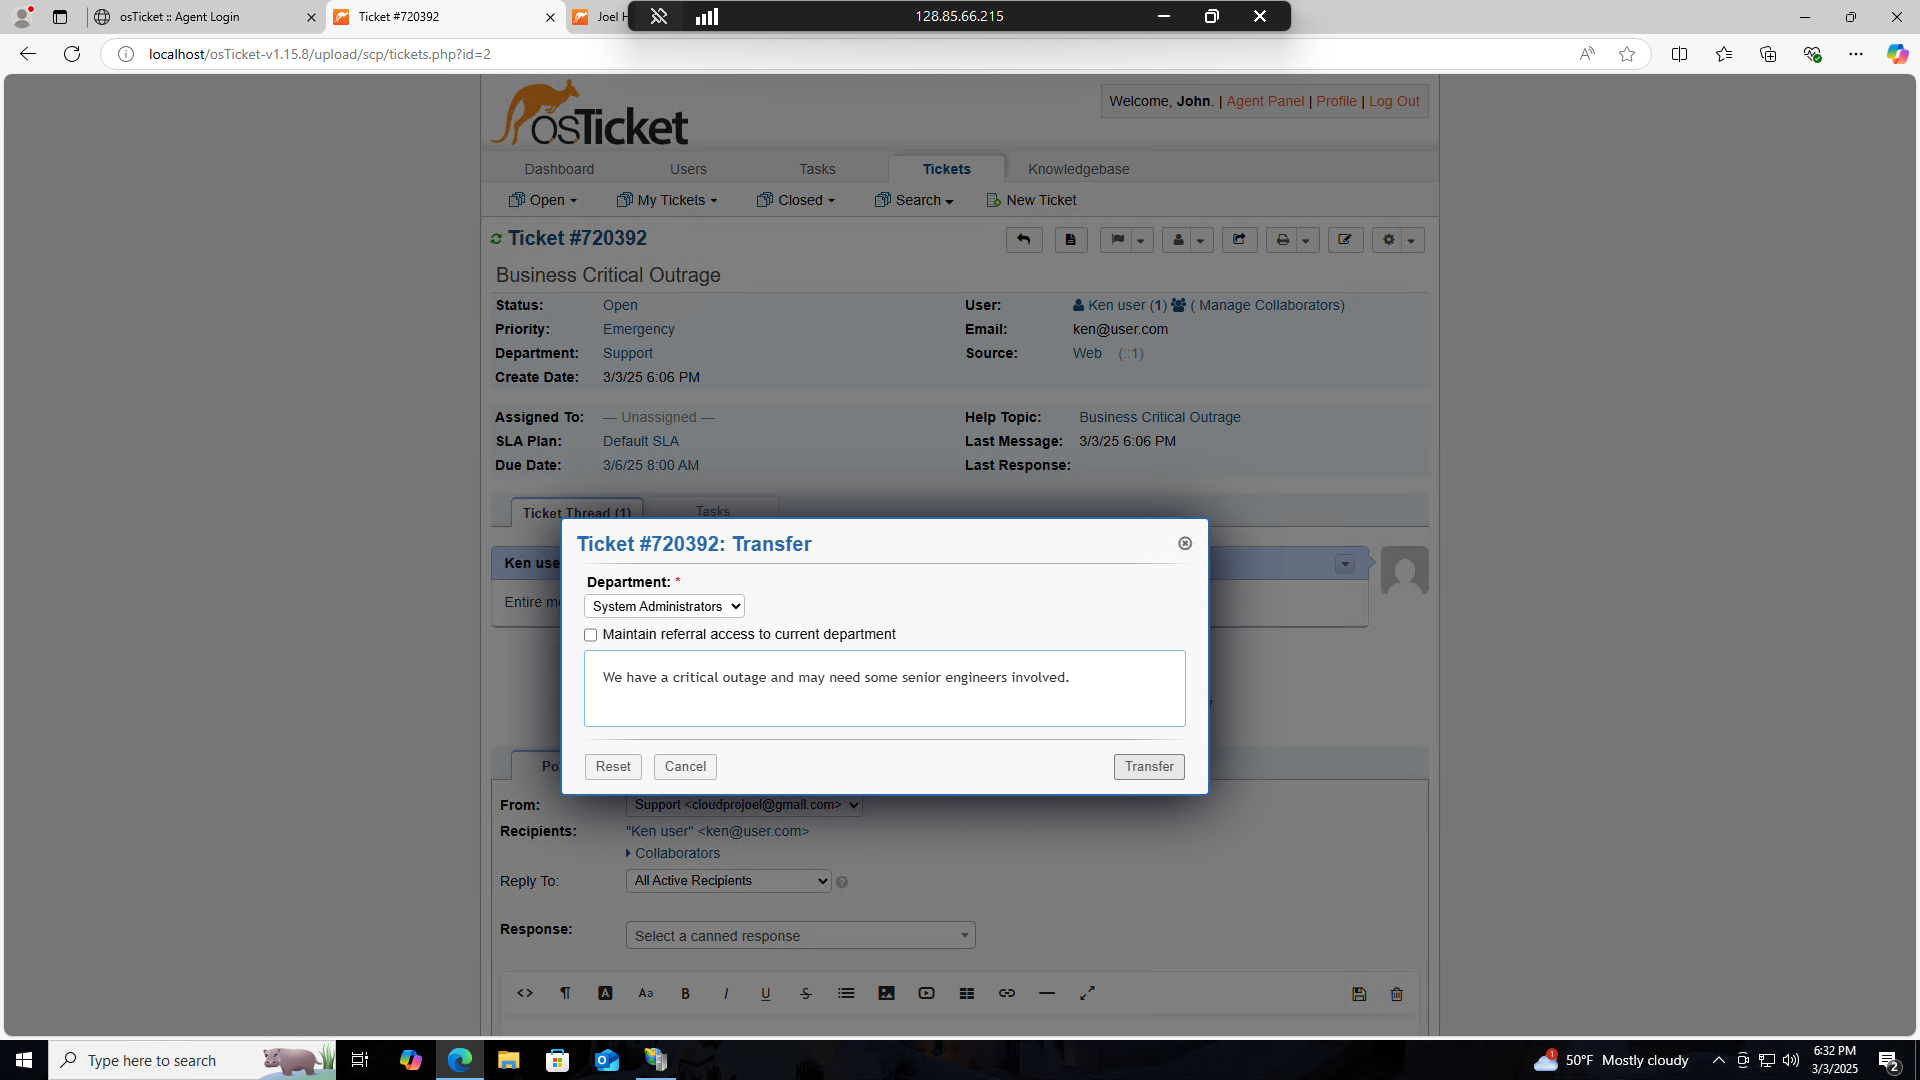 osTicket :: Agent Login
Ticket #720392
Joel H
128.85.66.215
localhost/osTicket-v1.15.8/upload/scp/tickets.php?id=2
osTicket
Welcome, John. | Agent Panel | Profile | Log Out
Dashboard Users Tasks Tickets Knowledgebase
Open My Tickets Closed Search New Ticket
Ticket #720392
Business Critical Outrage
Status: Open
User: Ken user (1) ( Manage Collaborators)
Priority: Emergency
Email: ken@user.com
Department: Support
Source: Web (::1)
Create Date: 3/3/25 6:06 PM
Assigned To: — Unassigned —
Help Topic: Business Critical Outrage
SLA Plan: Default SLA
Last Message: 3/3/25 6:06 PM
Due Date: 3/6/25 8:00 AM
Last Response:
Ticket Thread (1) Tasks
Ticket #720392: Transfer
Ken use
Department: *
Entire m
System Administrators
Maintain referral access to current department
We have a critical outage and may need some senior engineers involved.
Reset Cancel Transfer
Po
From: Support <cloudprojoel@gmail.com>
Recipients: "Ken user" <ken@user.com>
Collaborators
Reply To: All Active Recipients
Response: Select a canned response
Type here to search
1 50°F Mostly cloudy
6:32 PM
3/3/2025
2